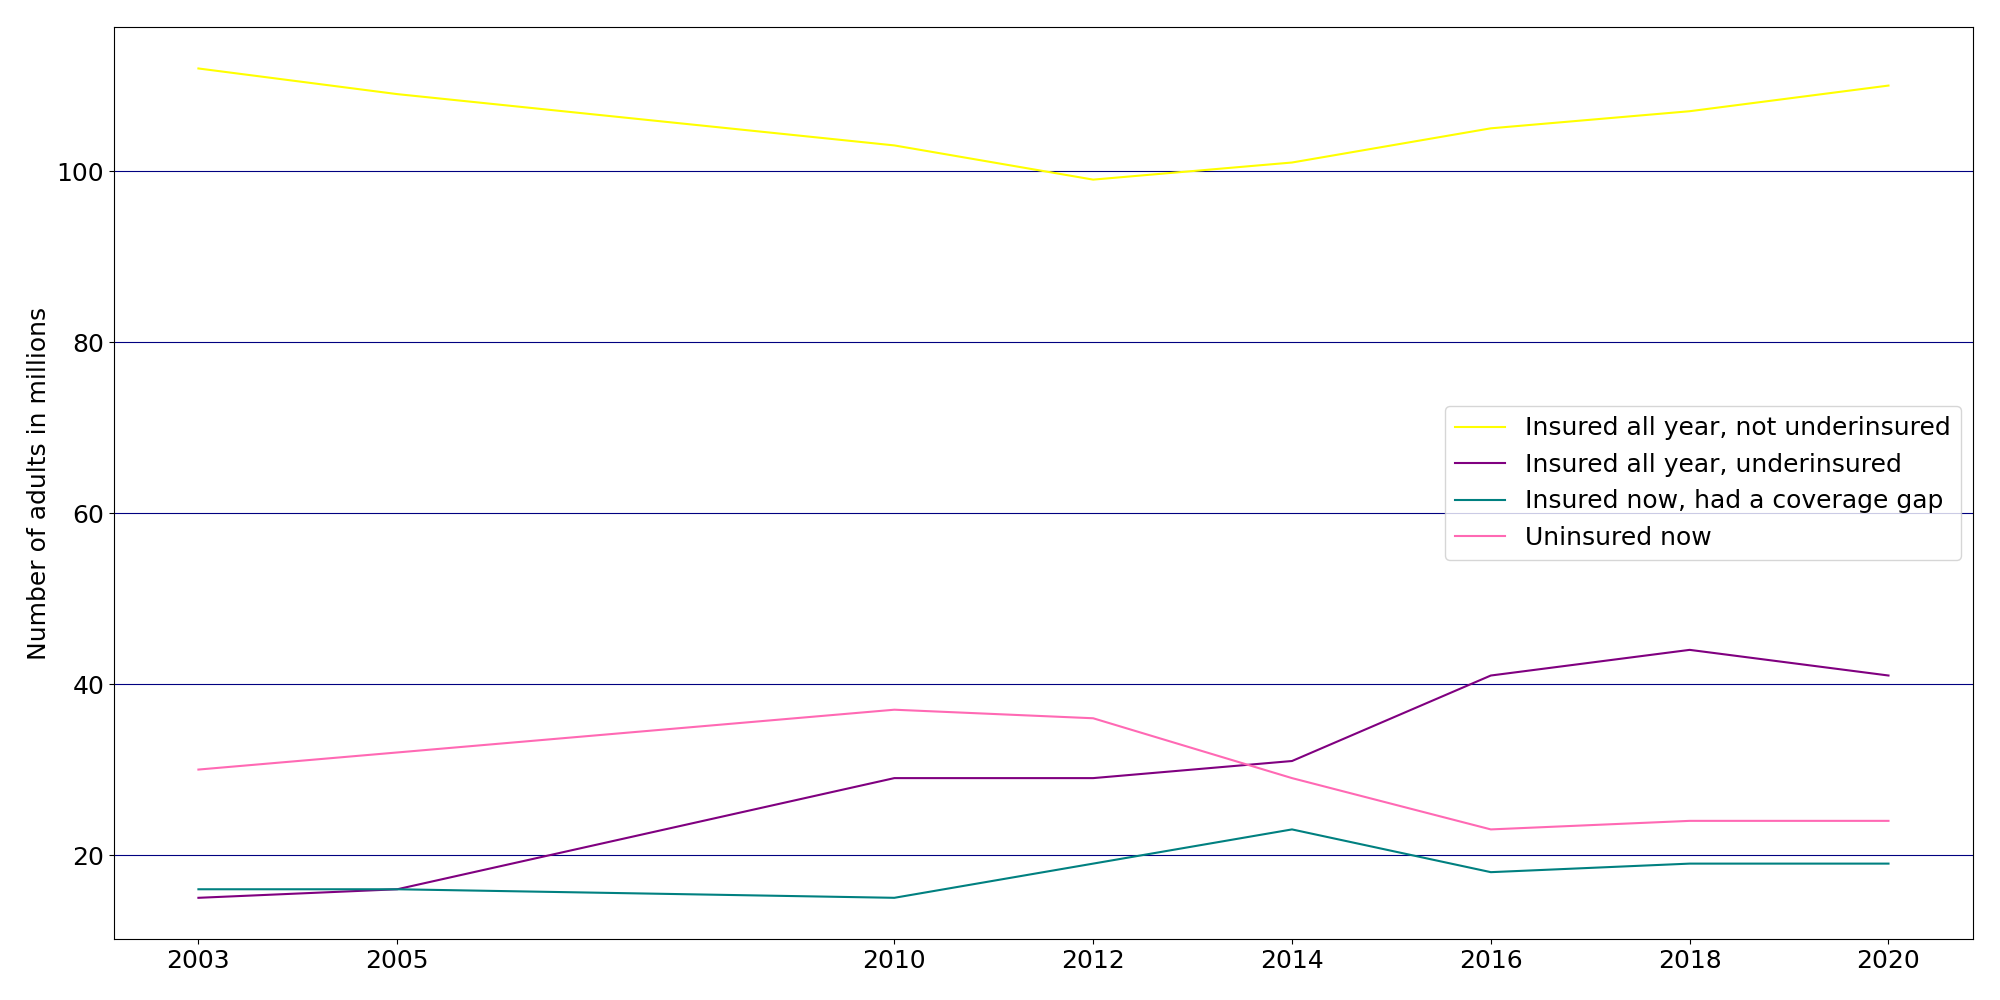 Number of adults in millions
100
80
60
40
20
Insured all year, not underinsured
Insured all year, underinsured
Insured now, had a coverage gap
Uninsured now
2003 2005 2010 2012 2014 2016 2018 2020